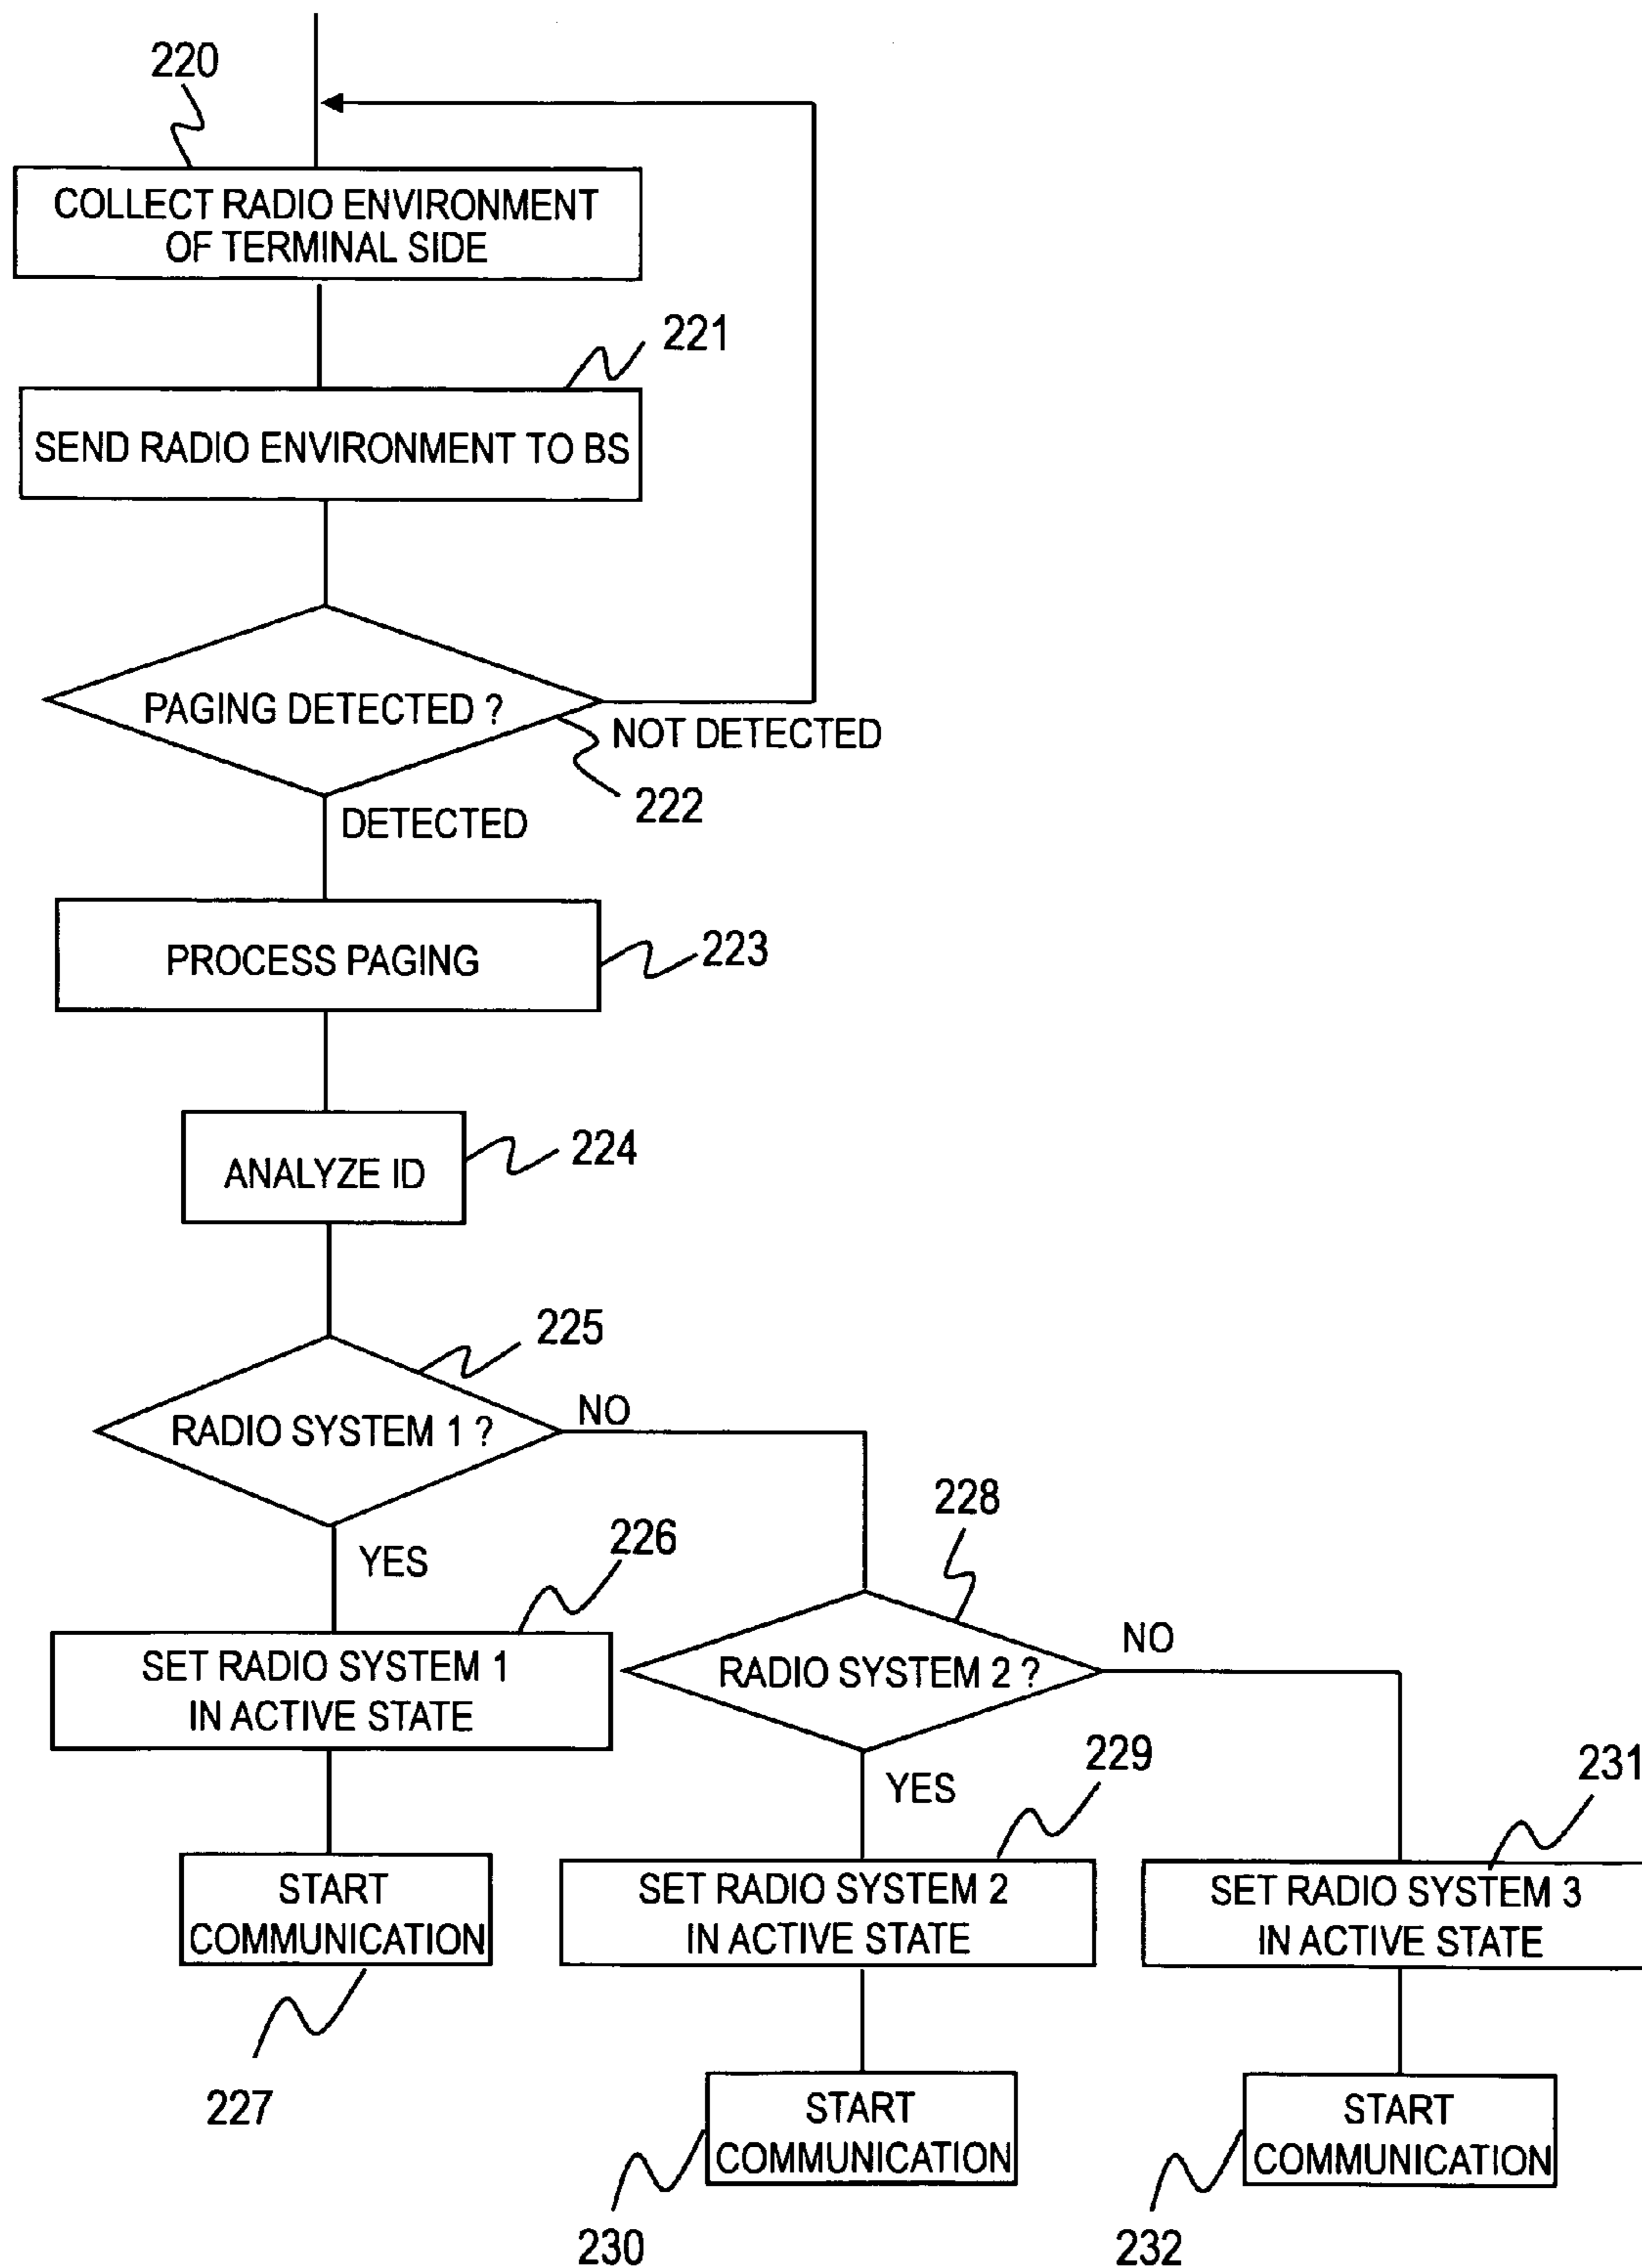 220
COLLECT RADIO ENVIRONMENT
OF TERMINAL SIDE
221
SEND RADIO ENVIRONMENT TO BS
PAGING DETECTED ?
NOT DETECTED
222
DETECTED
PROCESS PAGING
223
ANALYZE ID
224
225
RADIO SYSTEM 1 ?
NO
YES
226
SET RADIO SYSTEM 1
IN ACTIVE STATE
START
COMMUNICATION
227
228
RADIO SYSTEM 2 ?
NO
YES
229
SET RADIO SYSTEM 2
IN ACTIVE STATE
START
COMMUNICATION
230
231
SET RADIO SYSTEM 3
IN ACTIVE STATE
START
COMMUNICATION
232